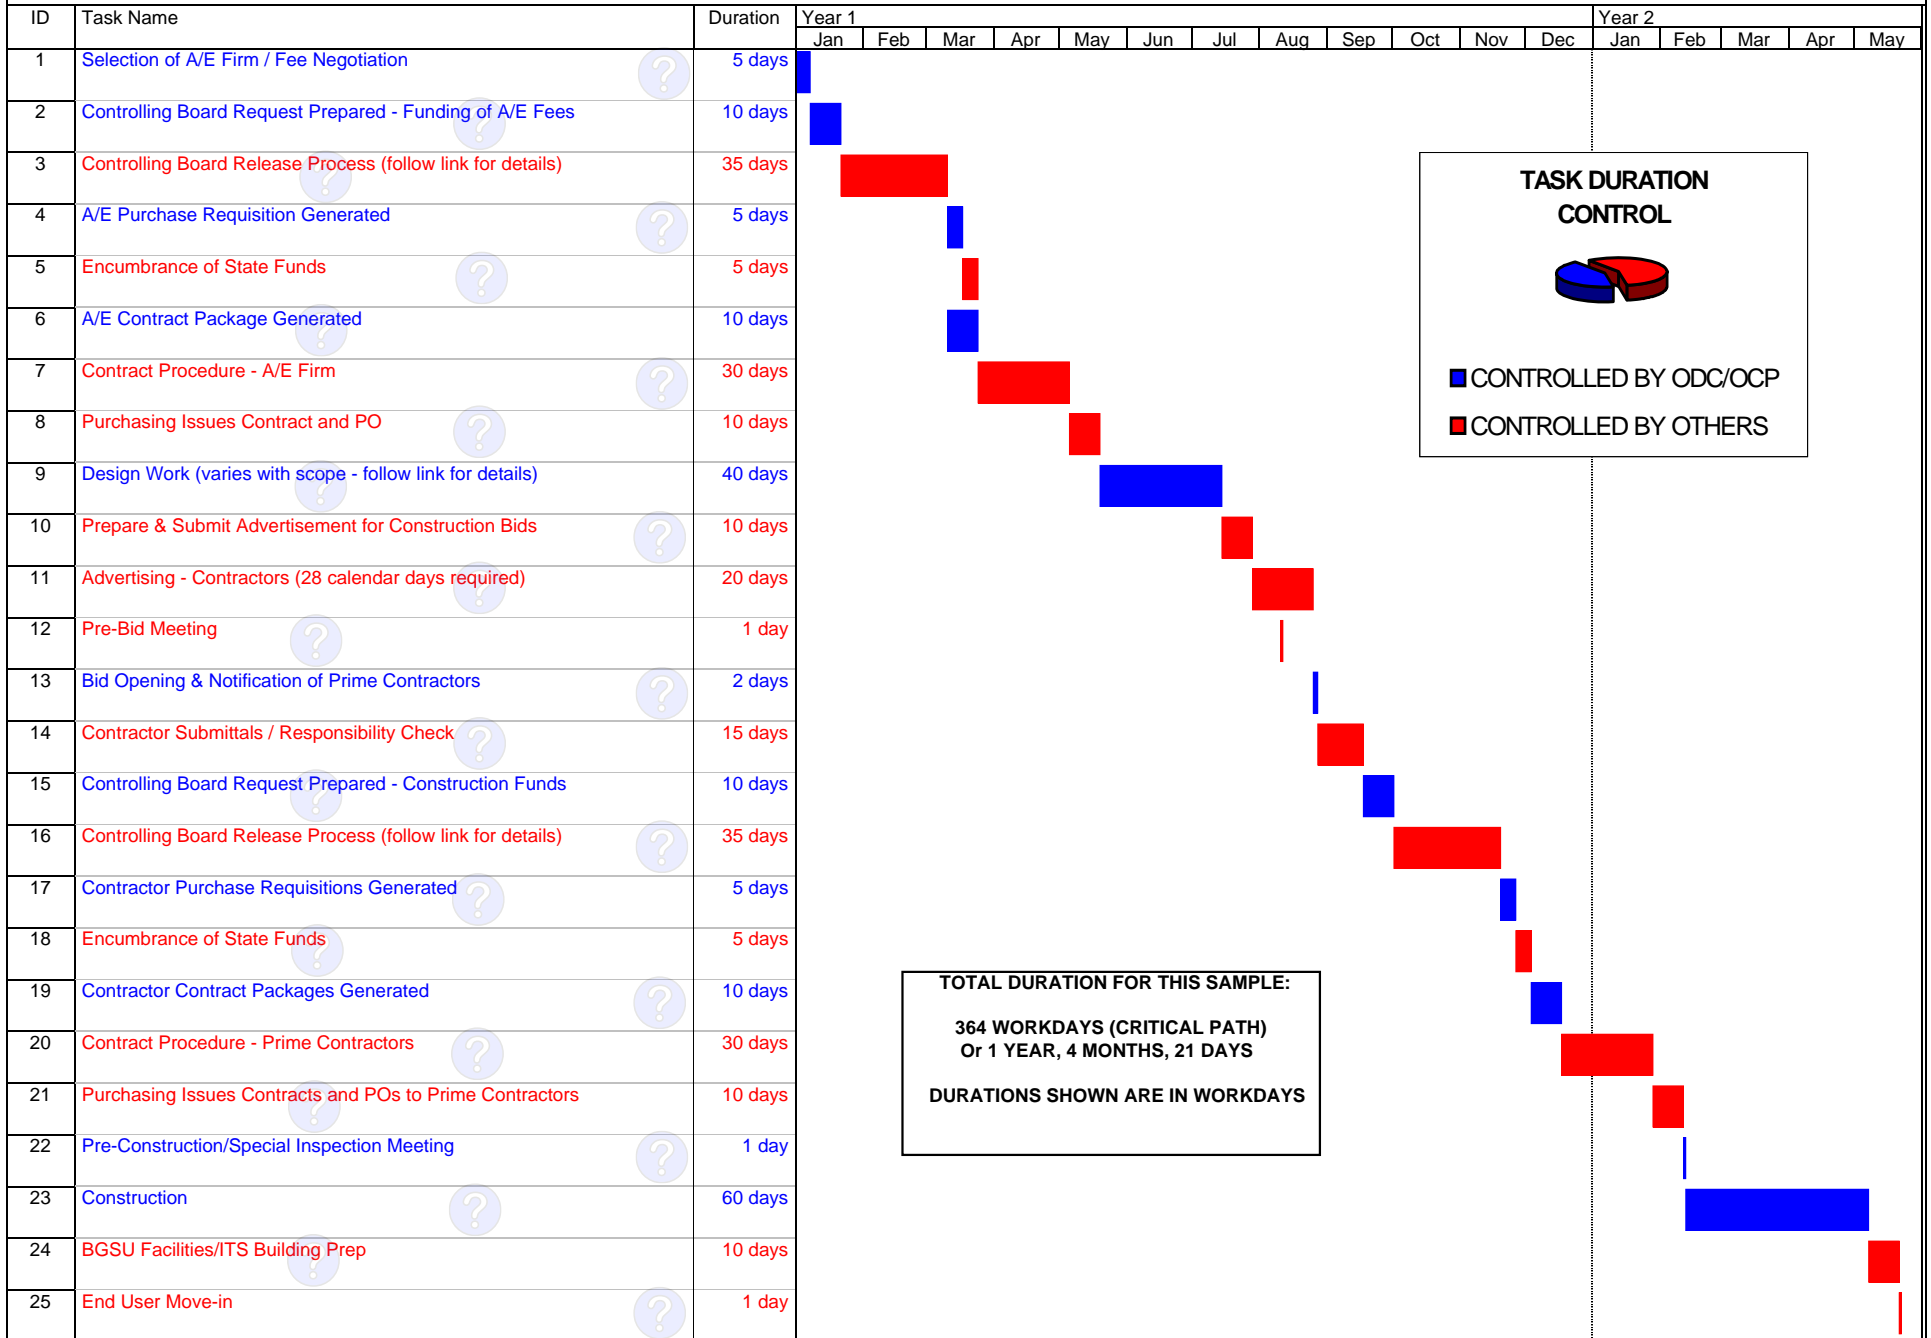 ID Task Name Duration Year 1 Year 2
Jan Feb Mar Apr May Jun Jul Aug Sep Oct Nov Dec Jan Feb Mar Apr May
1 Selection of A/E Firm / Fee Negotiation 5 days
2 Controlling Board Request Prepared - Funding of A/E Fees 10 days
3 Controlling Board Release Process (follow link for details) 35 days
4 A/E Purchase Requisition Generated 5 days
5 Encumbrance of State Funds 5 days
6 A/E Contract Package Generated 10 days
7 Contract Procedure - A/E Firm 30 days
8 Purchasing Issues Contract and PO 10 days
9 Design Work (varies with scope - follow link for details) 40 days
10 Prepare & Submit Advertisement for Construction Bids 10 days
11 Advertising - Contractors (28 calendar days required) 20 days
12 Pre-Bid Meeting 1 day
13 Bid Opening & Notification of Prime Contractors 2 days
14 Contractor Submittals / Responsibility Check 15 days
15 Controlling Board Request Prepared - Construction Funds 10 days
16 Controlling Board Release Process (follow link for details) 35 days
17 Contractor Purchase Requisitions Generated 5 days
18 Encumbrance of State Funds 5 days
19 Contractor Contract Packages Generated 10 days
20 Contract Procedure - Prime Contractors 30 days
21 Purchasing Issues Contracts and POs to Prime Contractors 10 days
22 Pre-Construction/Special Inspection Meeting 1 day
23 Construction 60 days
24 BGSU Facilities/ITS Building Prep 10 days
25 End User Move-in 1 day
TASK DURATION
CONTROL
CONTROLLED BY ODC/OCP
CONTROLLED BY OTHERS
TOTAL DURATION FOR THIS SAMPLE:
364 WORKDAYS (CRITICAL PATH)
Or 1 YEAR, 4 MONTHS, 21 DAYS
DURATIONS SHOWN ARE IN WORKDAYS